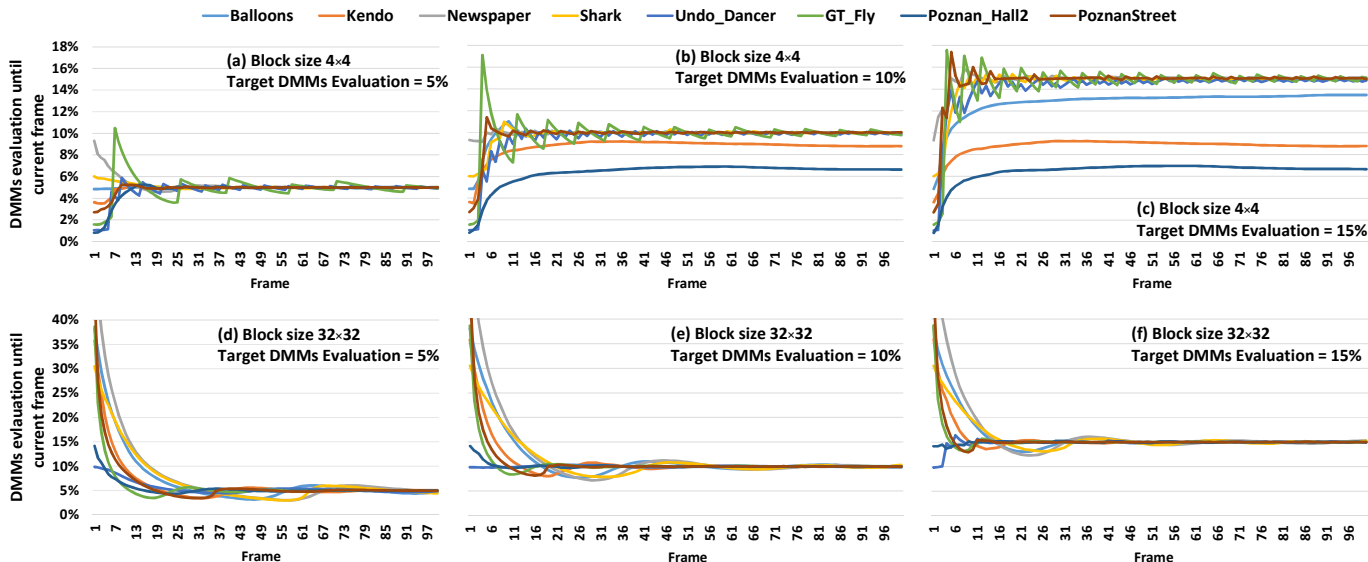 Balloons Kendo Newspaper Shark Undo_Dancer GT_Fly Poznan_Hall2 PoznanStreet
DMMs evaluation until
current frame
18%
16%
14%
12%
10%
8%
6%
4%
2%
0%
(a) Block size 4×4
Target DMMs Evaluation = 5%
1 7 13 19 25 31 37 43 49 55 61 67 73 79 85 91 97
Frame
(b) Block size 4×4
Target DMMs Evaluation = 10%
1 6 11 16 21 26 31 36 41 46 51 56 61 66 71 76 81 86 91 96
Frame
(c) Block size 4×4
Target DMMs Evaluation = 15%
1 6 11 16 21 26 31 36 41 46 51 56 61 66 71 76 81 86 91 96
Frame
DMMs evlaluation until
current frame
40%
35%
30%
25%
20%
15%
10%
5%
0%
(d) Block size 32×32
Target DMMs Evaluation = 5%
1 7 13 19 25 31 37 43 49 55 61 67 73 79 85 91 97
Frame
(e) Block size 32×32
Target DMMs Evaluation = 10%
1 6 11 16 21 26 31 36 41 46 51 56 61 66 71 76 81 86 91 96
Frame
(f) Block size 32×32
Target DMMs Evaluation = 15%
1 6 11 16 21 26 31 36 41 46 51 56 61 66 71 76 81 86 91 96
Frame